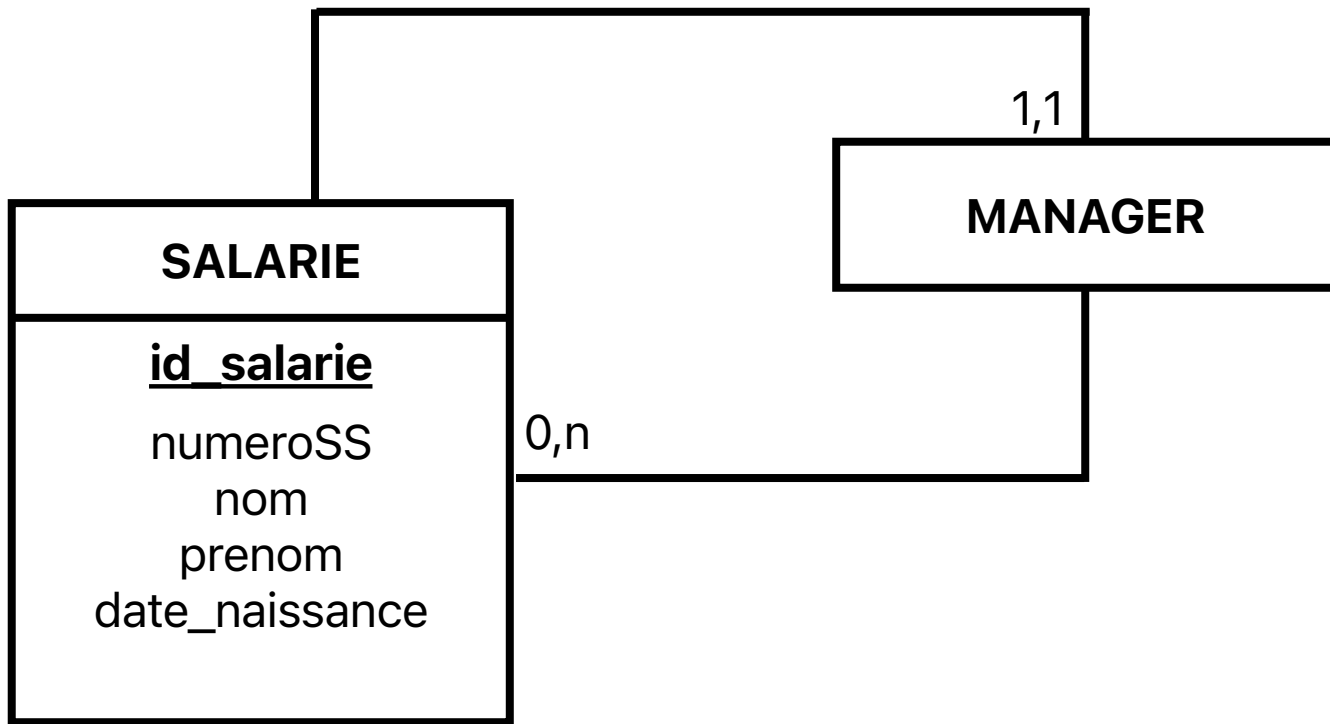 1,1
MANAGER
SALARIE
id_salarie
numeroSS
nom
prenom
date_naissance
0,n